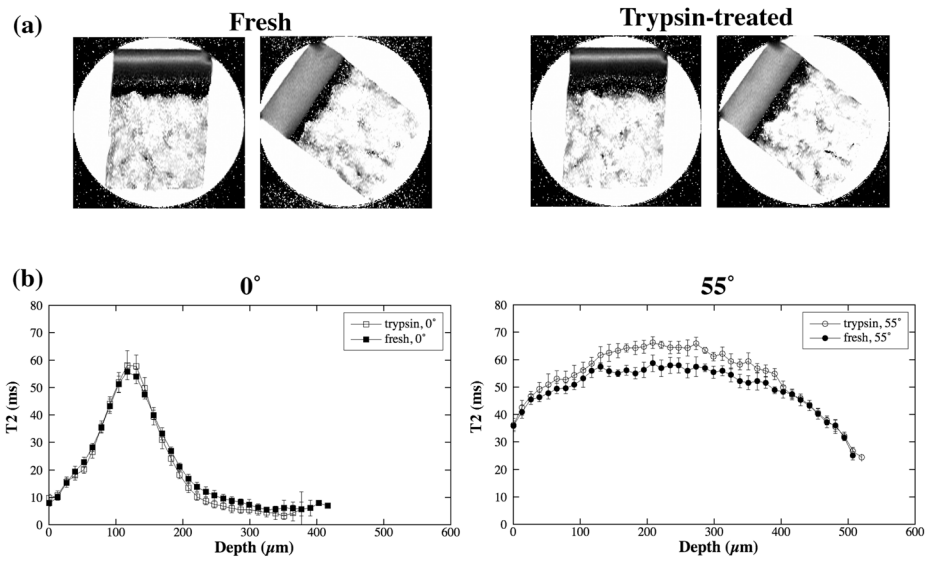 (a)
Fresh
Trypsin-treated
(b)
0°
80
70
60
50
40
30
20
10
0
T2 (ms)
trypsin, 0°
fresh, 0°
0 100 200 300 400 500 600
Depth (µm)
55°
80
70
60
50
40
30
20
10
0
T2 (ms)
trypsin, 55°
fresh, 55°
0 100 200 300 400 500 600
Depth (µm)